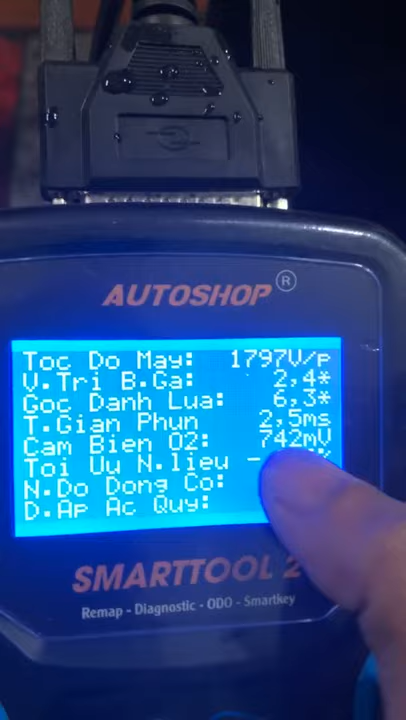 AUTOSHOP ®
Toc Do May: 1797V/p
V.Tri B.Ga: 2,4*
Goc Danh Lua: 6,3*
T.Gian Phun 2,5ms
Cam Bien O2: 742mV
Toi Uu N.lieu - %
N.Do Dong Co:
D.Ap Ac Quy:
SMARTTOOL 2
Remap - Diagnostic - ODO - Smartkey